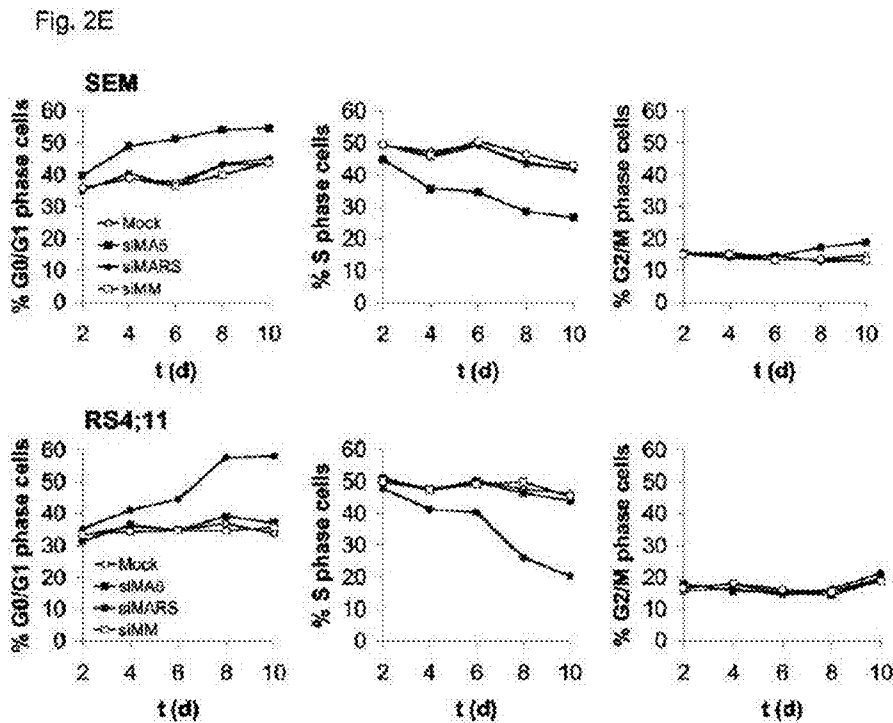 Fig. 2E
SEM
% G0/G1 phase cells
60
50
40
30
20
10
0
Mock
siMA6
siMARS
siMM
2 4 6 8 10
t (d)
% S phase cells
60
50
40
30
20
10
0
2 4 6 8 10
t (d)
% G2/M phase cells
60
50
40
30
20
10
0
2 4 6 8 10
t (d)
RS4;11
% G0/G1 phase cells
60
50
40
30
20
10
0
Mock
siMA6
siMARS
siMM
2 4 6 8 10
t (d)
% S phase cells
60
50
40
30
20
10
0
2 4 6 8 10
t (d)
% G2/M phase cells
60
50
40
30
20
10
0
2 4 6 8 10
t (d)